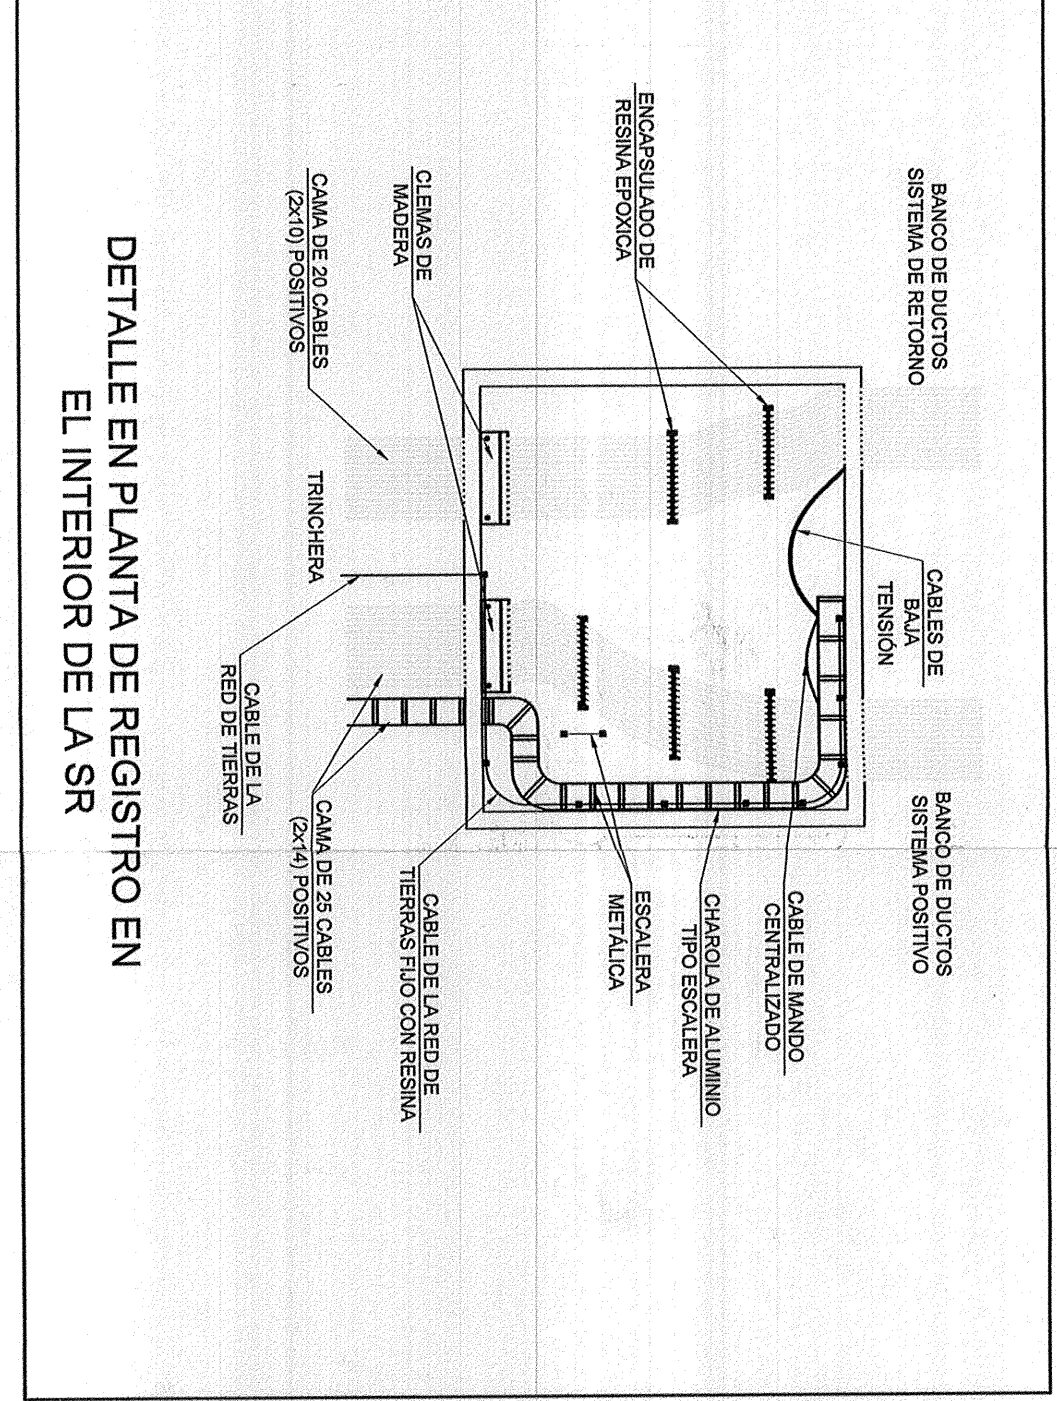 BANCO DE DUCTOS
SISTEMA DE RETORNO
BANCO DE DUCTOS
SISTEMA POSITIVO
CABLES DE
BAJA
TENSIÓN
CABLE DE MANDO
CENTRALIZADO
CHAROLA DE ALUMINIO
TIPO ESCALERA
ENCAPSULADO DE
RESINA EPOXICA
ESCALERA
METÁLICA
CLEMAS DE
MADERA
CABLE DE LA RED DE
TIERRAS FIJO CON RESINA
CAMA DE 20 CABLES
(2x10) POSITIVOS
TRINCHERA
CAMA DE 25 CABLES
(2x14) POSITIVOS
CABLE DE LA
RED DE TIERRAS
DETALLE EN PLANTA DE REGISTRO EN
EL INTERIOR DE LA SR